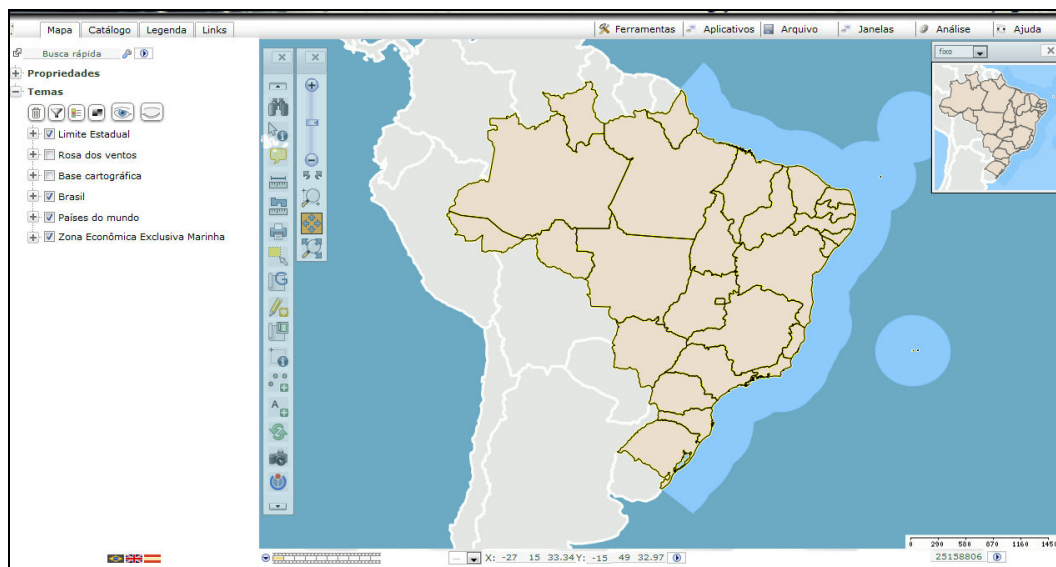 Mapa Catálogo Legenda Links Ferramentas Aplicativos Arquivo Janelas Análise Ajuda
Busca rápida
Propriedades
Temas
Limite Estadual
Rosa dos ventos
Base cartográfica
Brasil
Países do mundo
Zona Econômica Exclusiva Marinha
fixo
0 290 580 870 1160 1450
X: -27 15 33.34 Y: -15 49 32.97
25158806